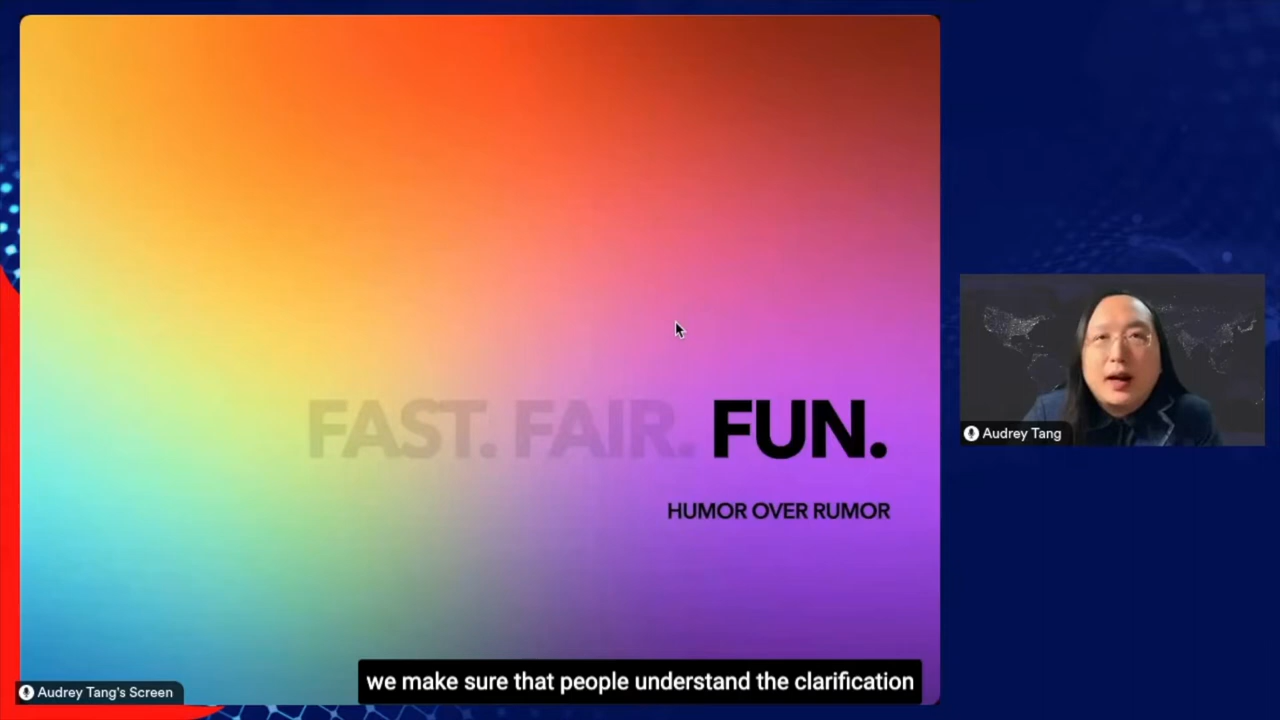 FAST. FAIR. FUN.
HUMOR OVER RUMOR
Audrey Tang
we make sure that people understand the clarification
Audrey Tang's Screen